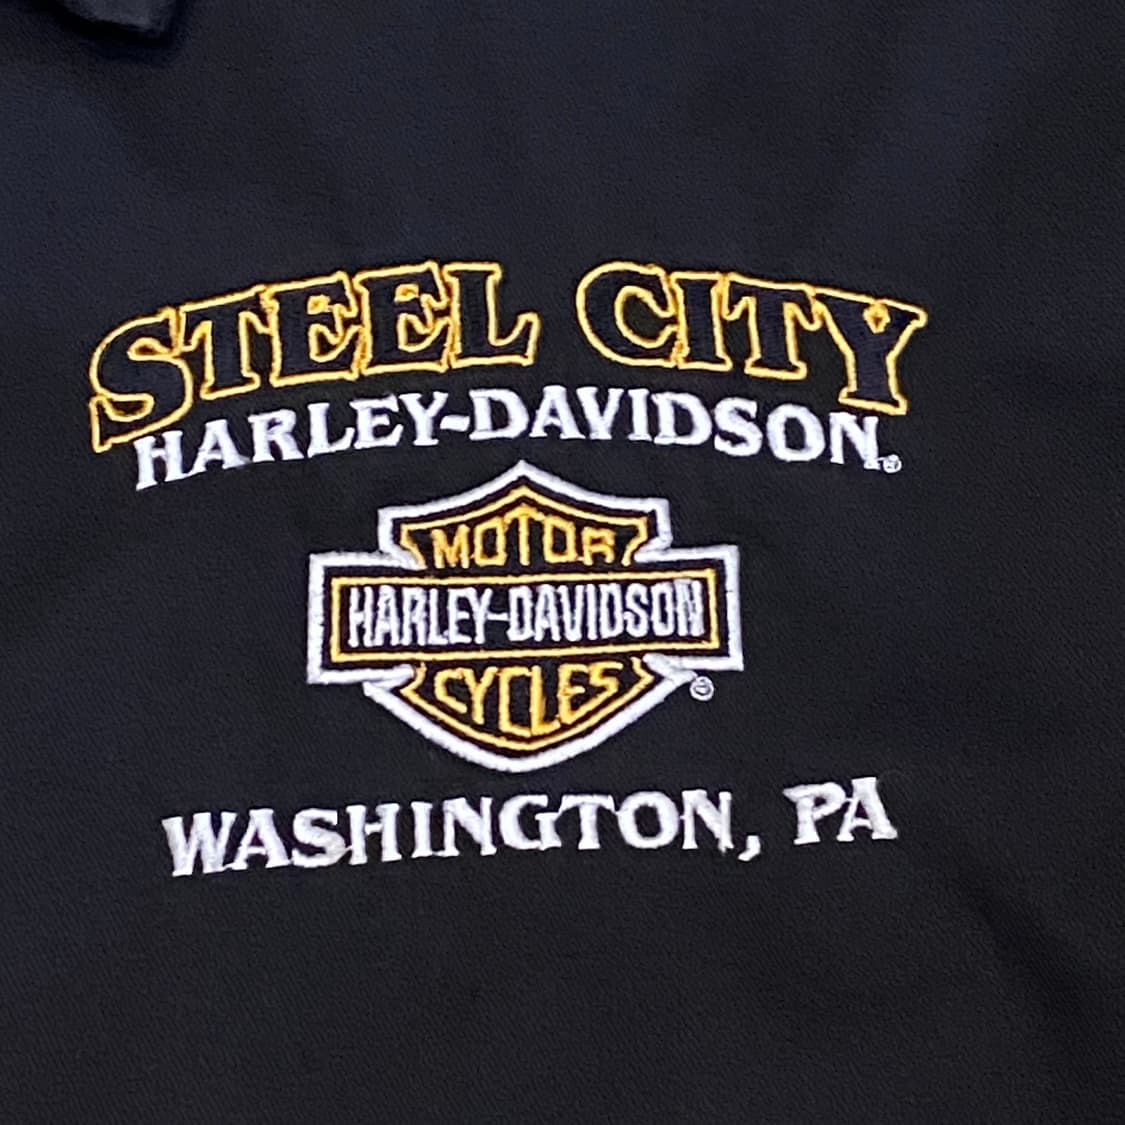 STEEL CITY
HARLEY-DAVIDSON®
MOTOR
HARLEY-DAVIDSON
CYCLES®
WASHINGTON, PA